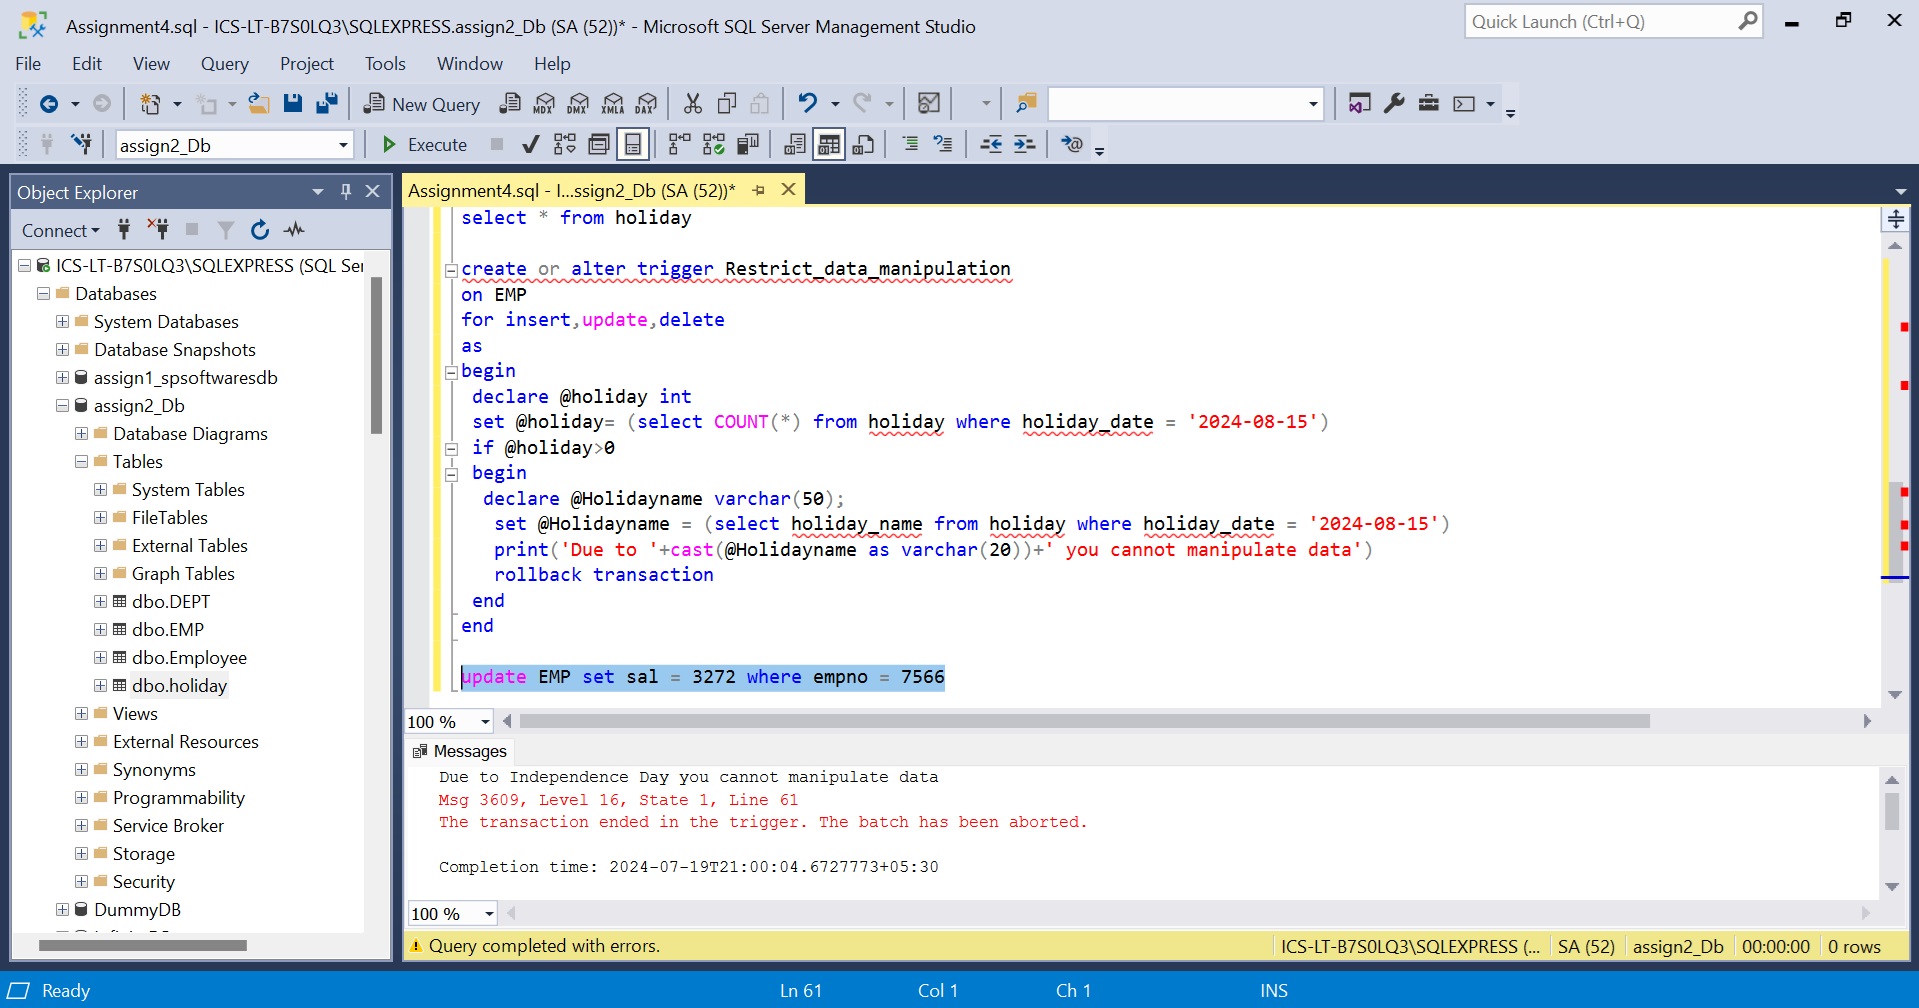 Assignment4.sql - ICS-LT-B7S0LQ3\SQLEXPRESS.assign2_Db (SA (52))* - Microsoft SQL Server Management Studio
Quick Launch (Ctrl+Q)
File Edit View Query Project Tools Window Help
New Query MDX DMX XMLA DAX
assign2_Db Execute
Object Explorer
Connect
ICS-LT-B7S0LQ3\SQLEXPRESS (SQL Ser
Databases
System Databases
Database Snapshots
assign1_spsoftwaresdb
assign2_Db
Database Diagrams
Tables
System Tables
FileTables
External Tables
Graph Tables
dbo.DEPT
dbo.EMP
dbo.Employee
dbo.holiday
Views
External Resources
Synonyms
Programmability
Service Broker
Storage
Security
DummyDB
Assignment4.sql - I...ssign2_Db (SA (52))*
select * from holiday
create or alter trigger Restrict_data_manipulation
on EMP
for insert,update,delete
as
begin
declare @holiday int
set @holiday= (select COUNT(*) from holiday where holiday_date = '2024-08-15')
if @holiday>0
begin
declare @Holidayname varchar(50);
set @Holidayname = (select holiday_name from holiday where holiday_date = '2024-08-15')
print('Due to '+cast(@Holidayname as varchar(20))+' you cannot manipulate data')
rollback transaction
end
end
update EMP set sal = 3272 where empno = 7566
100 %
Messages
Due to Independence Day you cannot manipulate data
Msg 3609, Level 16, State 1, Line 61
The transaction ended in the trigger. The batch has been aborted.
Completion time: 2024-07-19T21:00:04.6727773+05:30
100 %
Query completed with errors. ICS-LT-B7S0LQ3\SQLEXPRESS (... SA (52) assign2_Db 00:00:00 0 rows
Ready Ln 61 Col 1 Ch 1 INS